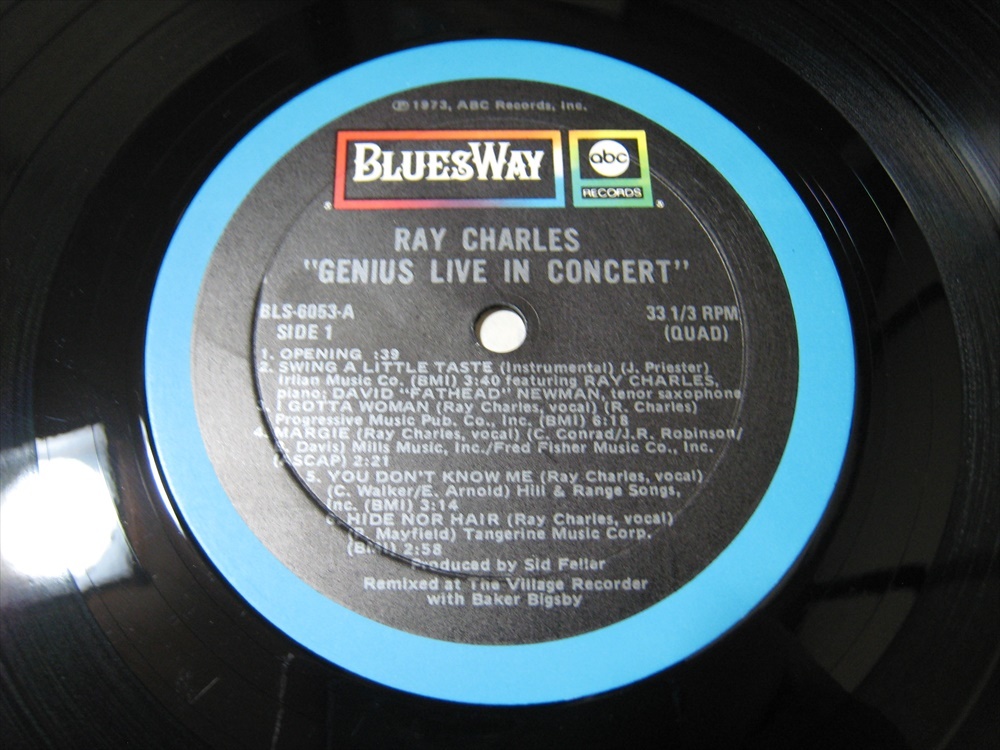 ℗1973, ABC Records, Inc.
BLUESWAY ®
abc RECORDS ®
RAY CHARLES
"GENIUS LIVE IN CONCERT"
BLS-6053-A
SIDE 1
33 1/3 RPM
(QUAD)
1. OPENING :39
2. SWING A LITTLE TASTE (Instrumental) (J. Priester)
Irtian Music Co. (BMI) 3:40 featuring RAY CHARLES,
piano; DAVID "FATHEAD" NEWMAN, tenor saxophone
3. I GOTTA WOMAN (Ray Charles, vocal) (R. Charles)
Progressive Music Pub. Co., Inc. (BMI) 6:18
4. MARGIE (Ray Charles, vocal) (C. Conrad/J.R. Robinson/
Davis) Mills Music, Inc./Fred Fisher Music Co., Inc.
(ASCAP) 2:21
5. YOU DON'T KNOW ME (Ray Charles, vocal)
(C. Walker/E. Arnold) Hill & Range Songs,
Inc. (BMI) 3:14
6. HIDE NOR HAIR (Ray Charles, vocal)
Mayfield) Tangerine Music Corp.
(BMI) 2:58
Produced by Sid Feller
Remixed at The Village Recorder
with Baker Bigsby